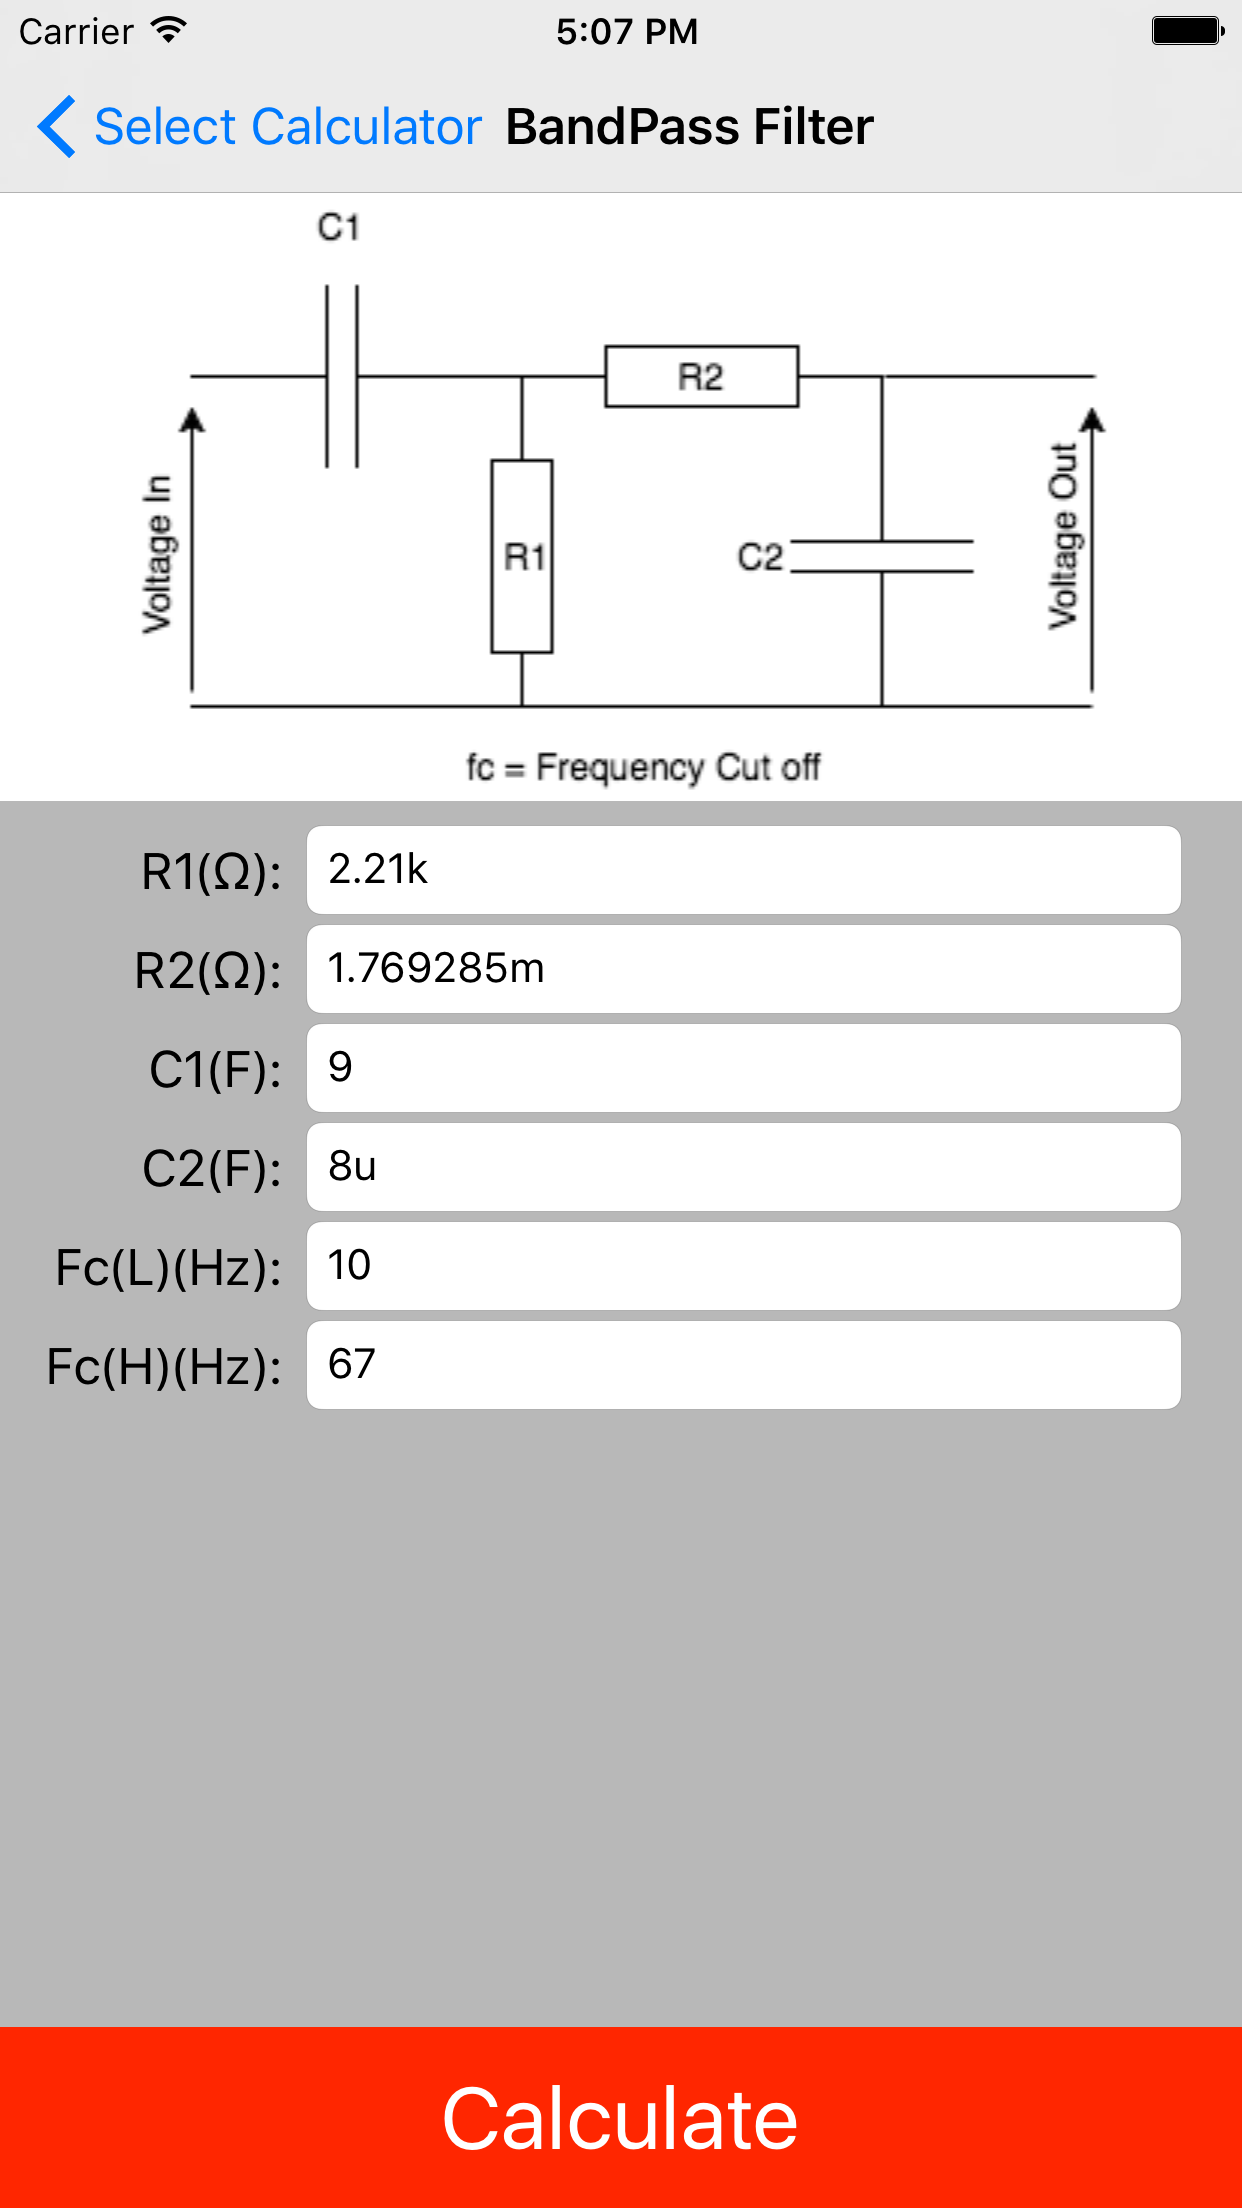 Carrier 5:07 PM
Select Calculator BandPass Filter
C1
R2
Voltage In
R1
C2
Voltage Out
fc = Frequency Cut off
R1(Ω): 2.21k
R2(Ω): 1.769285m
C1(F): 9
C2(F): 8u
Fc(L)(Hz): 10
Fc(H)(Hz): 67
Calculate